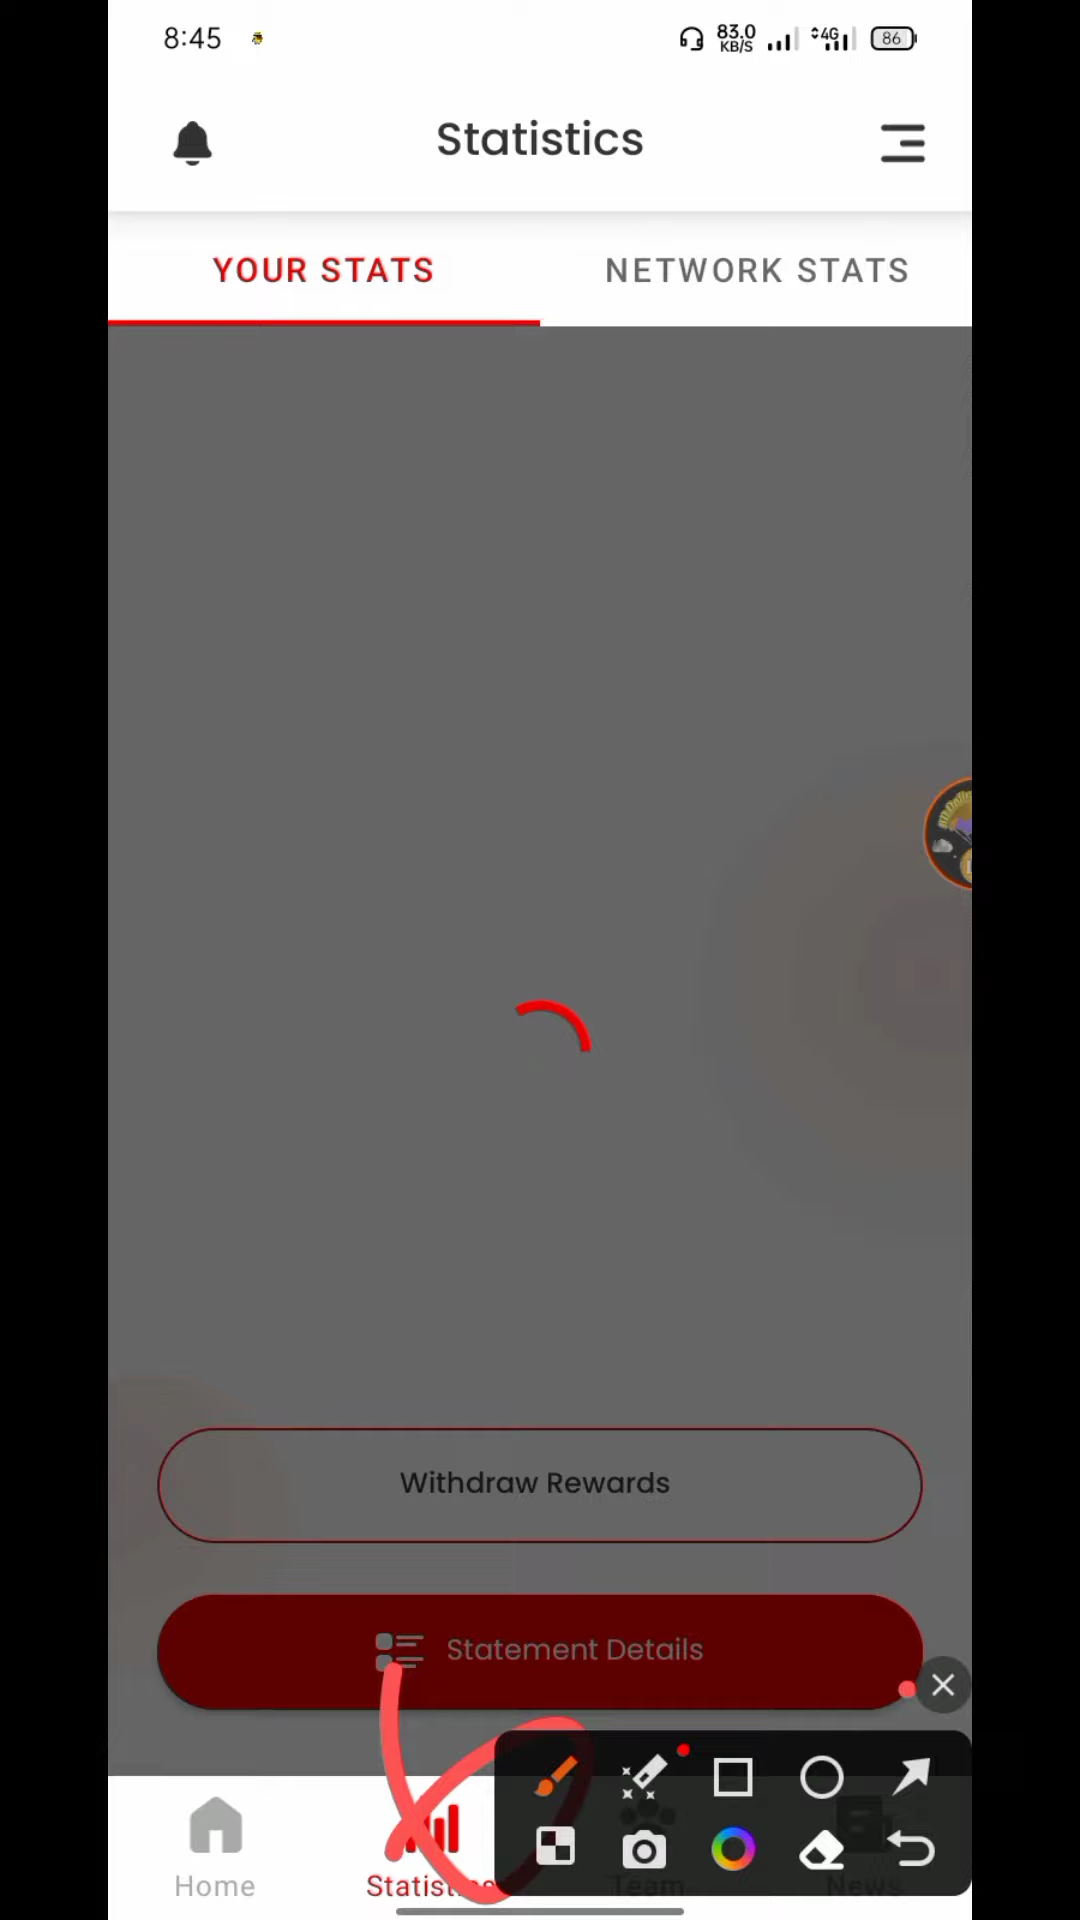 8:45
83.0
KB/S
4G
86
Statistics
YOUR STATS
NETWORK STATS
Withdraw Rewards
Statement Details
Home
Statistics
Team
News